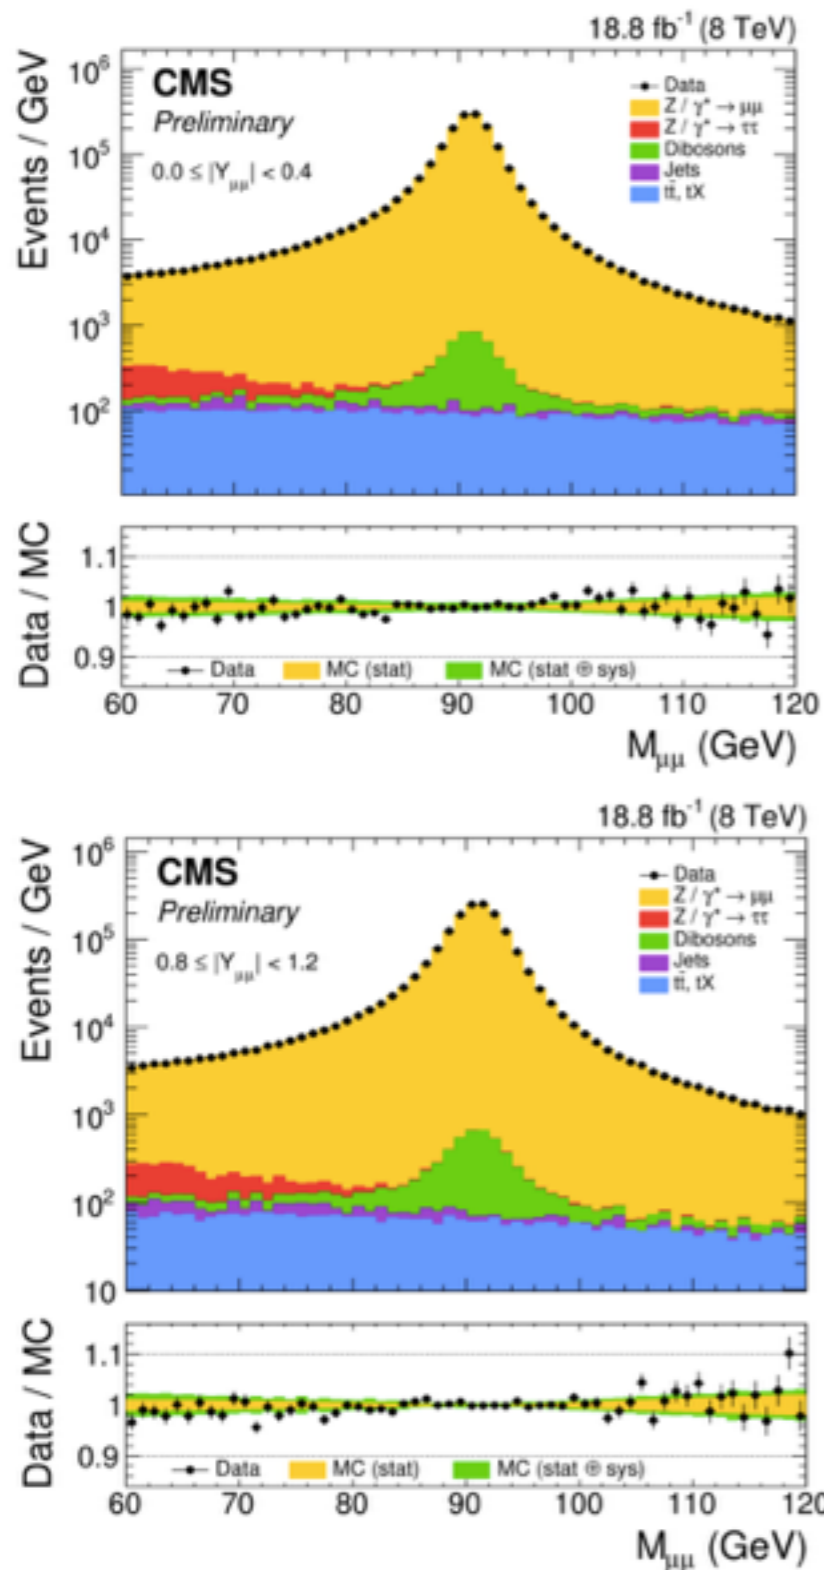 18.8 fb⁻¹ (8 TeV)
CMS
Preliminary
0.0 ≤ |Y_μμ| < 0.4
Data
Z / γ* → μμ
Z / γ* → ττ
Dibosons
Jets
tt̄, tX
Events / GeV
10⁶
10⁵
10⁴
10³
10²
Data / MC
1.1
1
0.9
Data
MC (stat)
MC (stat ⊕ sys)
60 70 80 90 100 110 120
M_μμ (GeV)
18.8 fb⁻¹ (8 TeV)
CMS
Preliminary
0.8 ≤ |Y_μμ| < 1.2
Data
Z / γ* → μμ
Z / γ* → ττ
Dibosons
Jets
tt̄, tX
Events / GeV
10⁶
10⁵
10⁴
10³
10²
10
Data / MC
1.1
1
0.9
Data
MC (stat)
MC (stat ⊕ sys)
60 70 80 90 100 110 120
M_μμ (GeV)